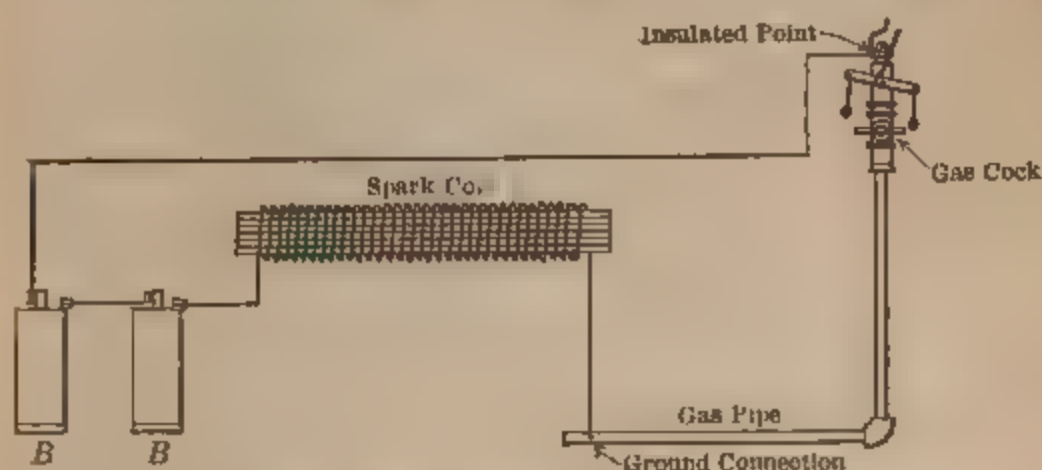 Insulated Point
Gas Cock
Spark Co
Gas Pipe
B B
Ground Connection